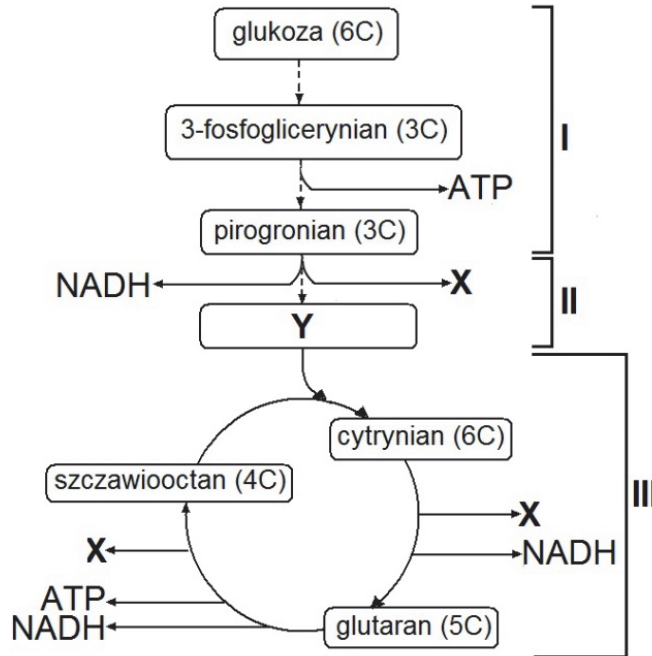 glukoza (6C)
3-fosfoglicerynian (3C)
I
ATP
pirogronian (3C)
NADH
X
II
Y
cytrynian (6C)
szczawiooctan (4C)
III
X
X
NADH
ATP
NADH
glutaran (5C)